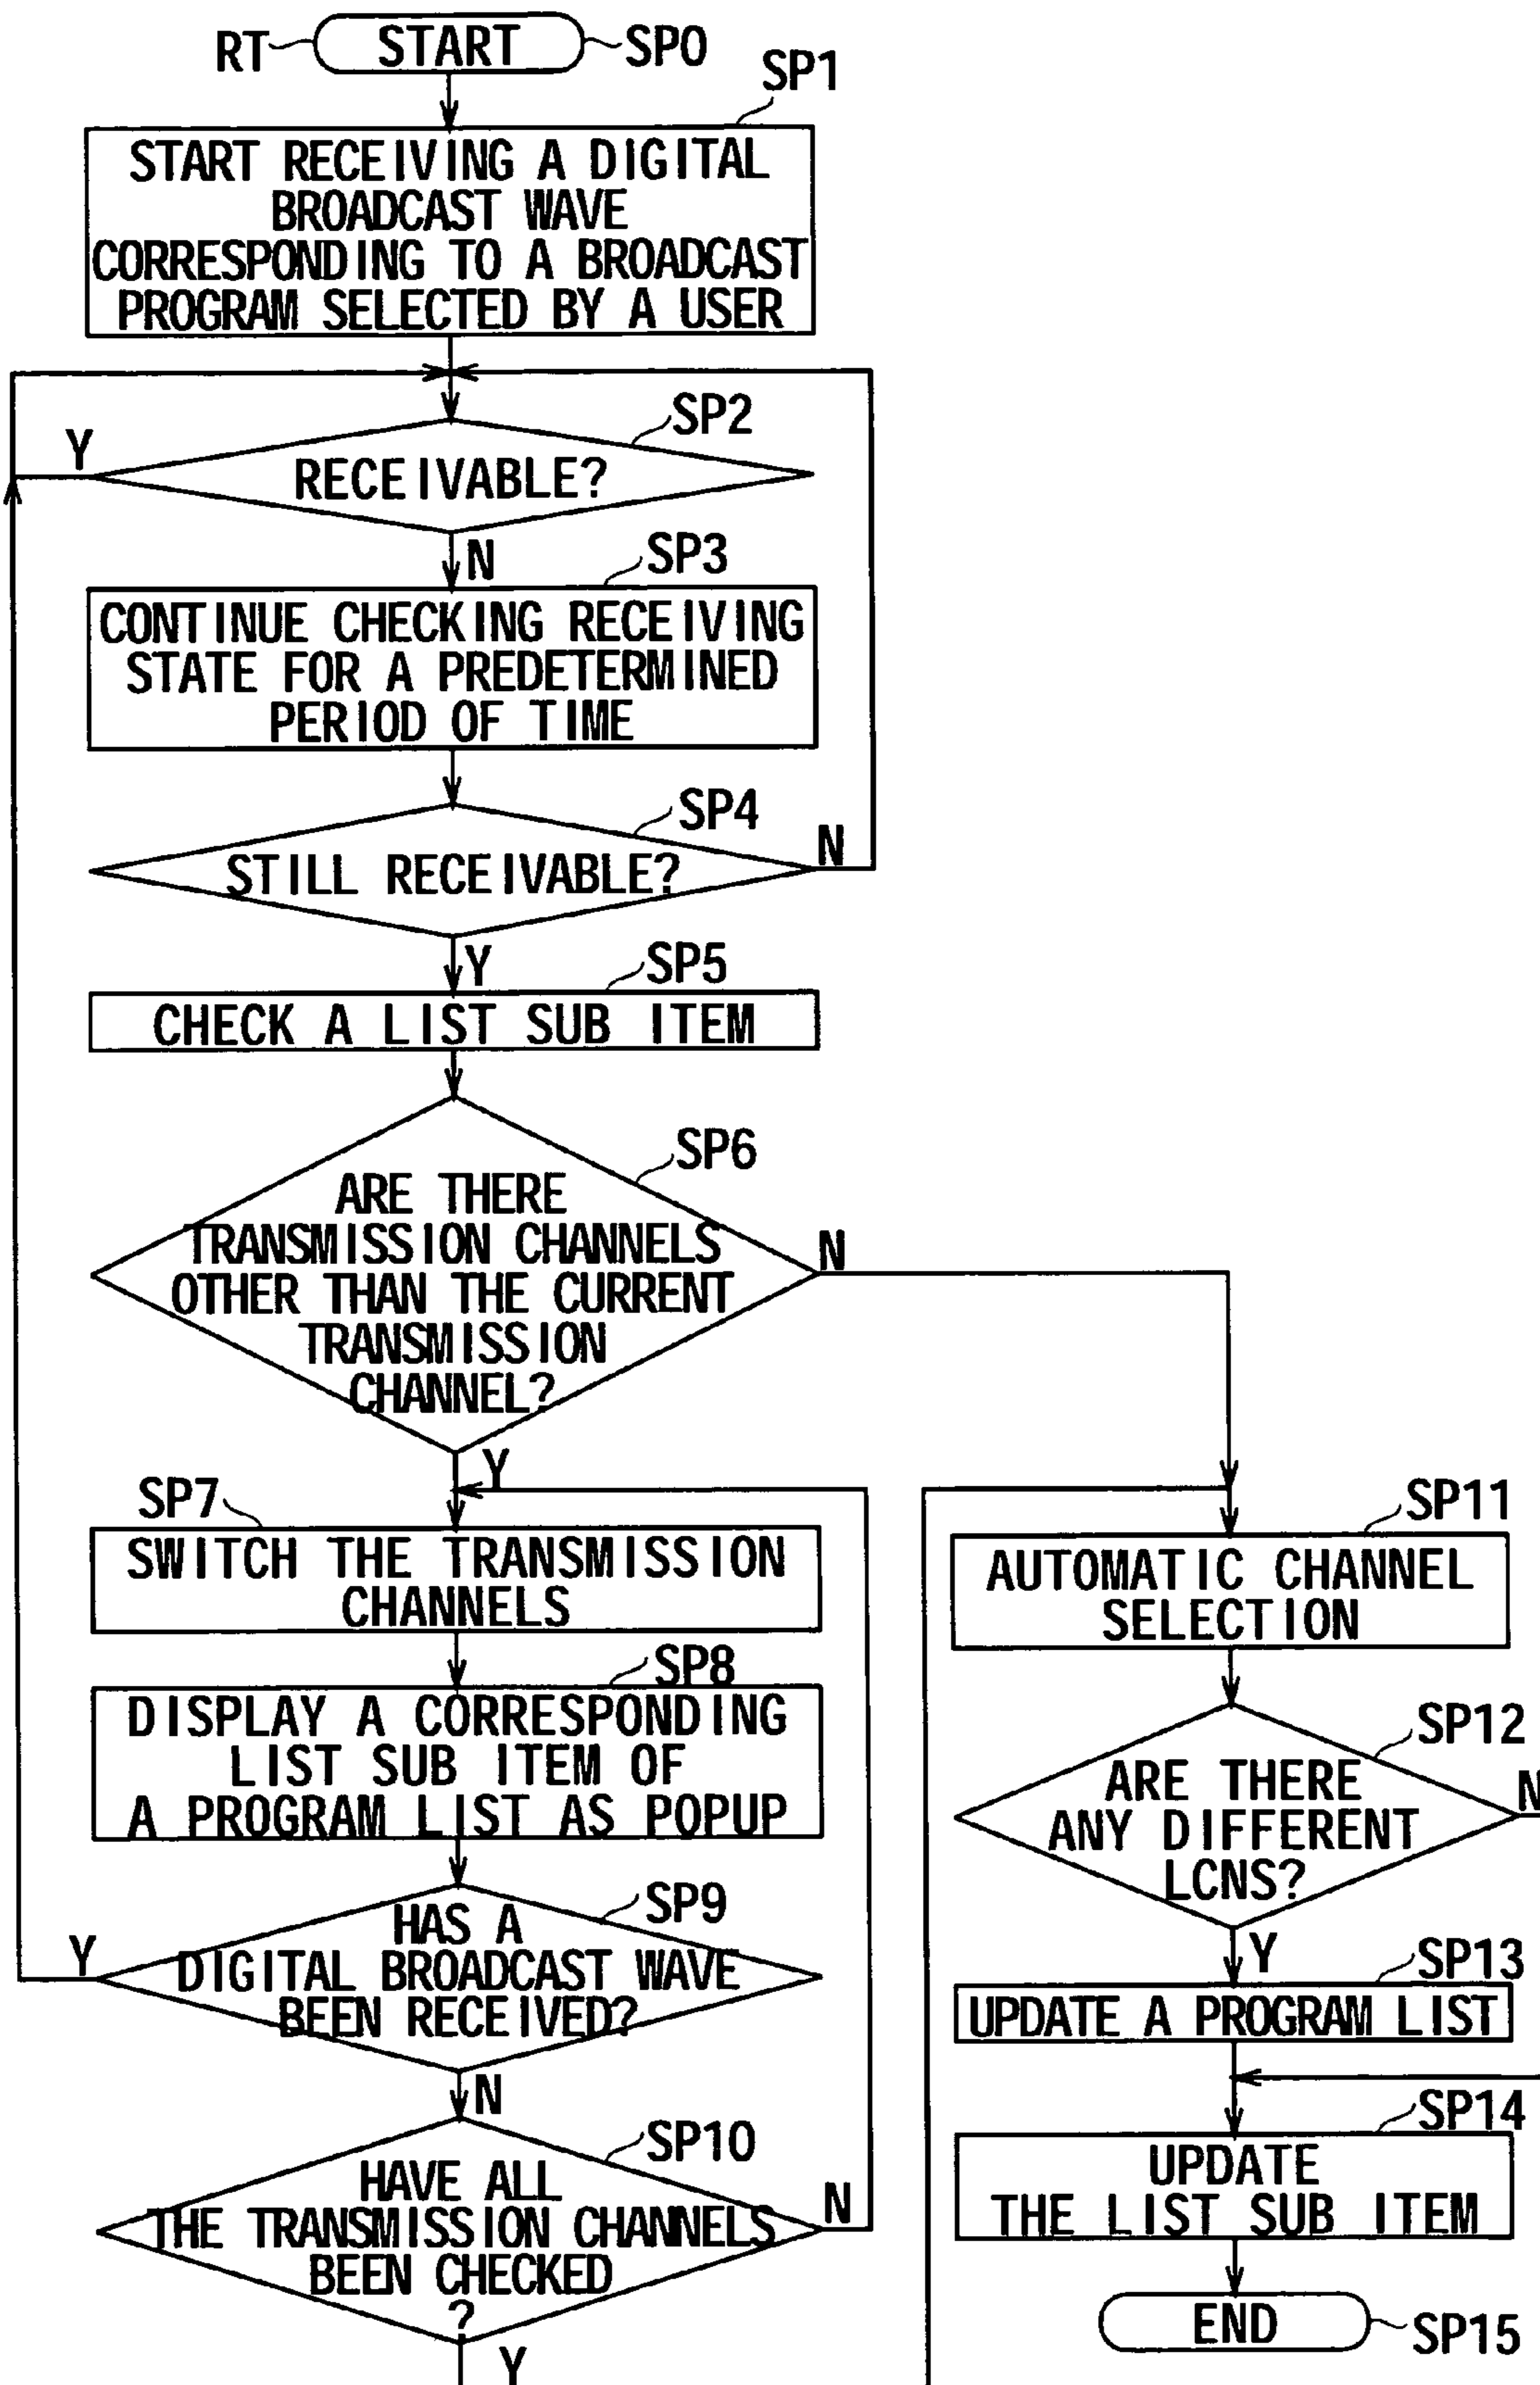 RT
START
SP0
SP1
START RECEIVING A DIGITAL
BROADCAST WAVE
CORRESPONDING TO A BROADCAST
PROGRAM SELECTED BY A USER
SP2
Y
RECEIVABLE?
N
SP3
CONTINUE CHECKING RECEIVING
STATE FOR A PREDETERMINED
PERIOD OF TIME
SP4
STILL RECEIVABLE?
N
Y
SP5
CHECK A LIST SUB ITEM
SP6
ARE THERE
TRANSMISSION CHANNELS
OTHER THAN THE CURRENT
TRANSMISSION
CHANNEL?
N
Y
SP7
SWITCH THE TRANSMISSION
CHANNELS
SP8
DISPLAY A CORRESPONDING
LIST SUB ITEM OF
A PROGRAM LIST AS POPUP
SP9
HAS A
DIGITAL BROADCAST WAVE
BEEN RECEIVED?
Y
N
SP10
HAVE ALL
THE TRANSMISSION CHANNELS
BEEN CHECKED
?
N
Y
SP11
AUTOMATIC CHANNEL
SELECTION
SP12
ARE THERE
ANY DIFFERENT
LCNS?
N
Y
SP13
UPDATE A PROGRAM LIST
SP14
UPDATE
THE LIST SUB ITEM
END
SP15